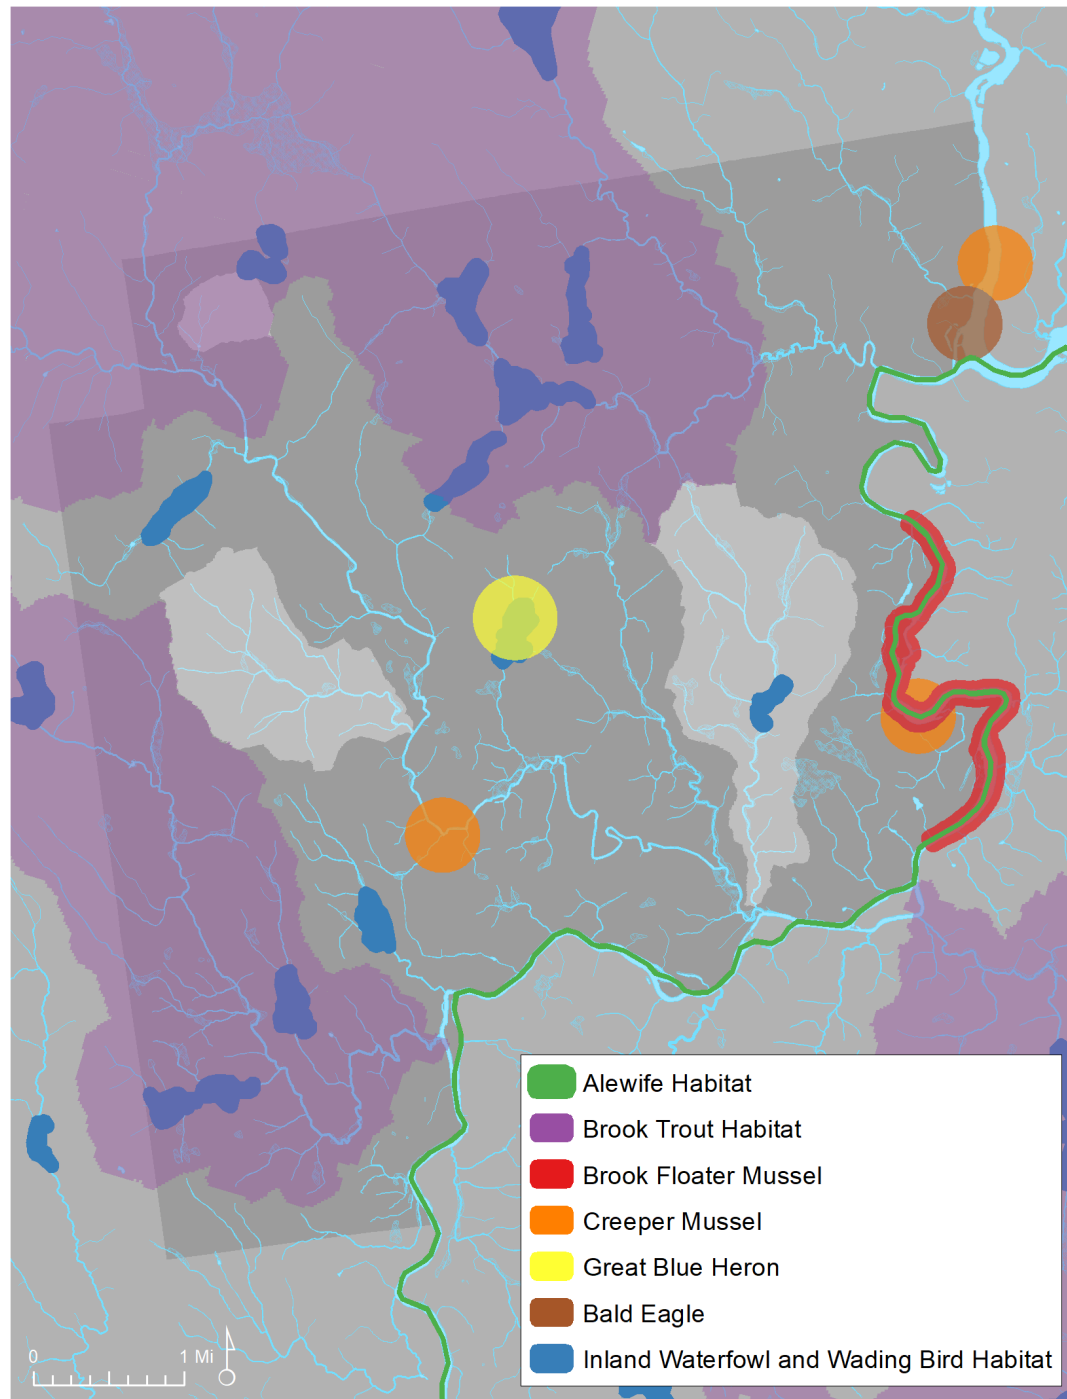 Alewife Habitat
Brook Trout Habitat
Brook Floater Mussel
Creeper Mussel
Great Blue Heron
Bald Eagle
Inland Waterfowl and Wading Bird Habitat
0 1 Mi